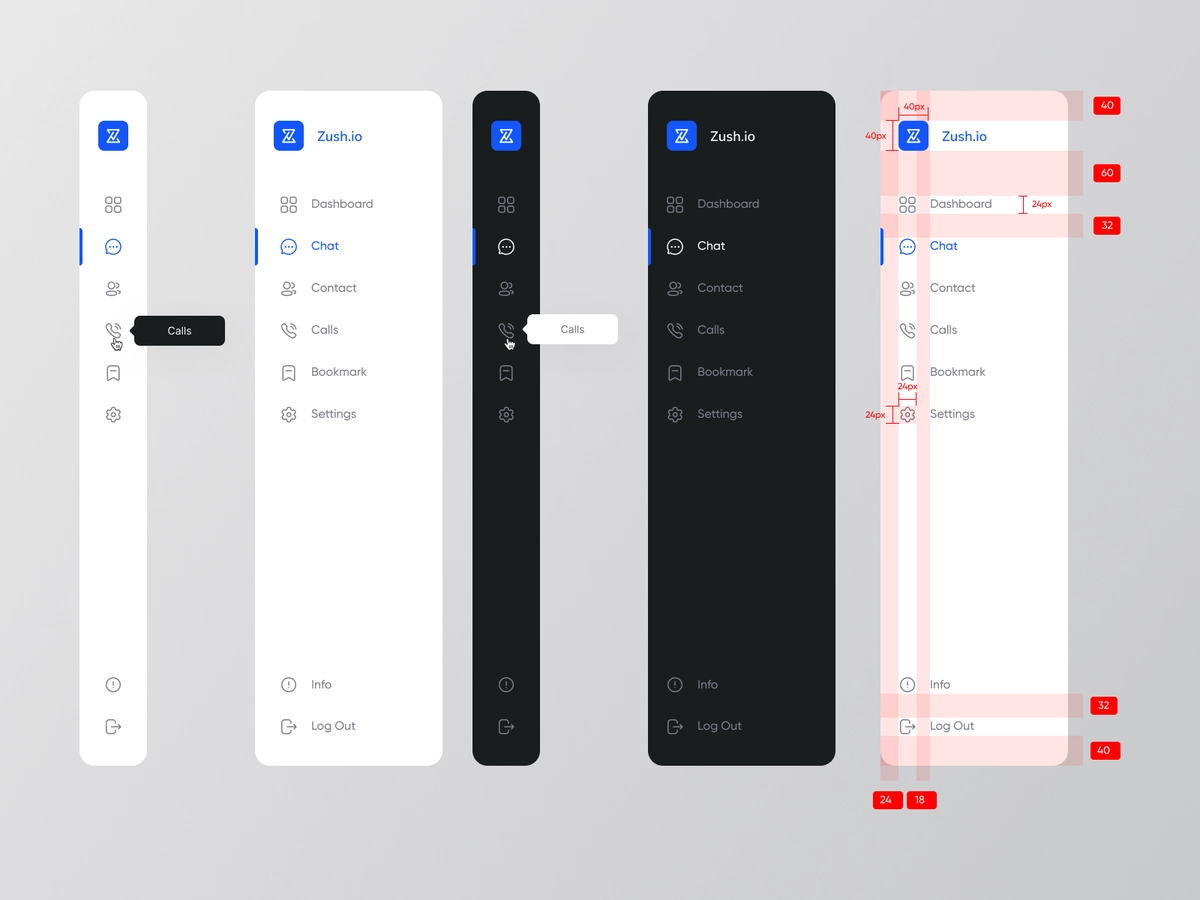 Calls
Zush.io
Dashboard
Chat
Contact
Calls
Bookmark
Settings
Info
Log Out
Calls
Zush.io
Dashboard
Chat
Contact
Calls
Bookmark
Settings
Info
Log Out
40px
40
40px
Zush.io
60
Dashboard
24px
32
Chat
Contact
Calls
Bookmark
24px
24px
Settings
Info
32
Log Out
40
24
18